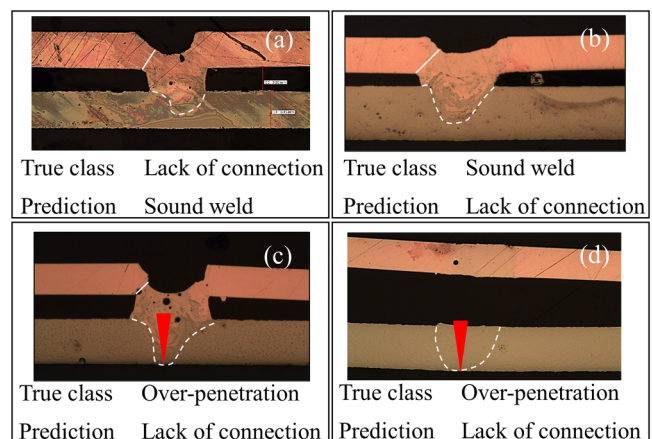 (a)
True class Lack of connection
Prediction Sound weld
(b)
True class Sound weld
Prediction Lack of connection
(c)
True class Over-penetration
Prediction Lack of connection
(d)
True class Over-penetration
Prediction Lack of connection